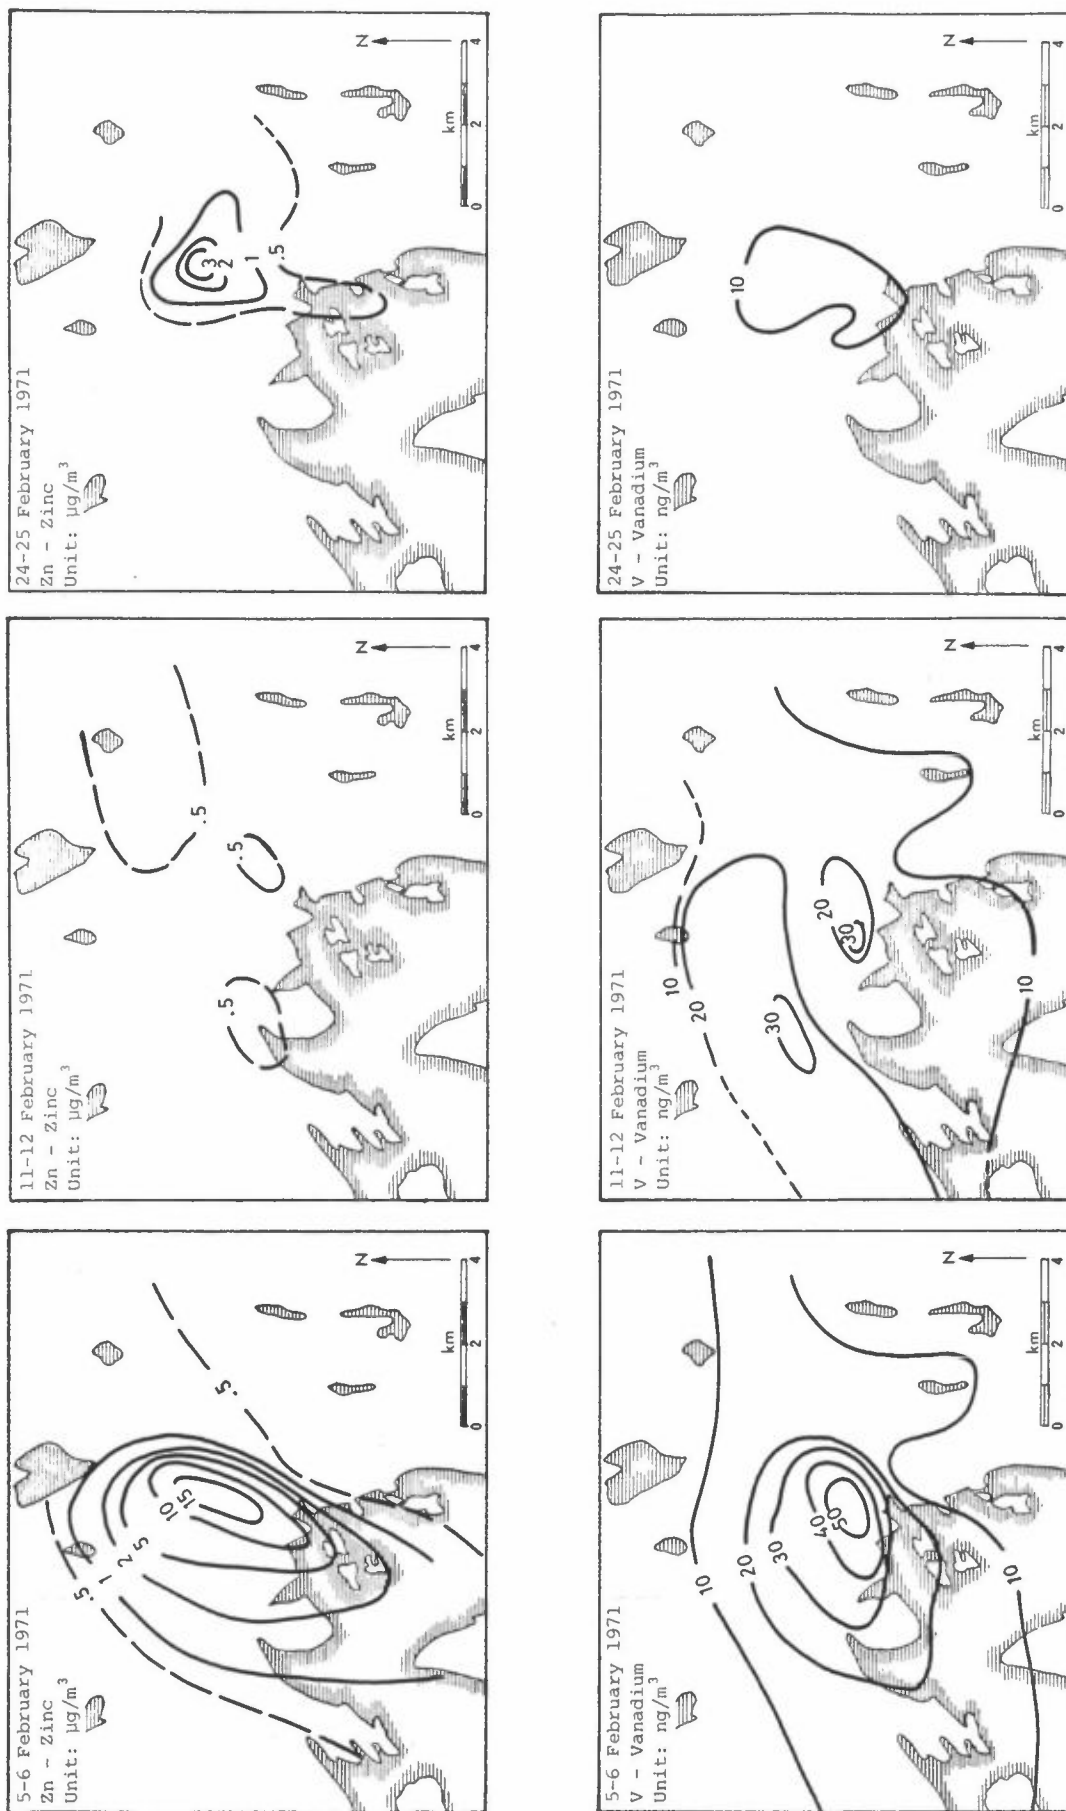 5-6 February 1971
Zn - Zinc
Unit: µg/m³
.5
1
2
5
10
15
.5
N
km
0 2 4
11-12 February 1971
Zn - Zinc
Unit: µg/m³
.5
.5
.5
N
km
0 2 4
24-25 February 1971
Zn - Zinc
Unit: µg/m³
3
2
1
.5
N
km
0 2 4
5-6 February 1971
V - Vanadium
Unit: ng/m³
10
20
30
40
50
10
N
km
0 2 4
11-12 February 1971
V - Vanadium
Unit: ng/m³
10
20
30
20
30
10
N
km
0 2 4
24-25 February 1971
V - Vanadium
Unit: ng/m³
10
N
km
0 2 4